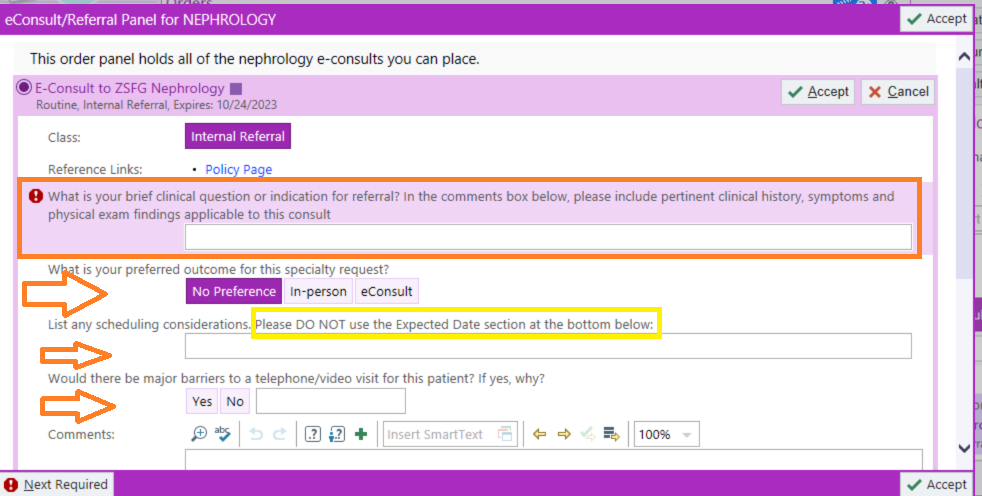 Orders
eConsult/Referral Panel for NEPHROLOGY
Accept
This order panel holds all of the nephrology e-consults you can place.
E-Consult to ZSFG Nephrology
Accept Cancel
Routine, Internal Referral, Expires: 10/24/2023
Class: Internal Referral
Reference Links: • Policy Page
What is your brief clinical question or indication for referral? In the comments box below, please include pertinent clinical history, symptoms and
physical exam findings applicable to this consult
What is your preferred outcome for this specialty request?
No Preference In-person eConsult
List any scheduling considerations. Please DO NOT use the Expected Date section at the bottom below:
Would there be major barriers to a telephone/video visit for this patient? If yes, why?
Yes No
Comments: abc Insert SmartText 100%
Next Required Accept